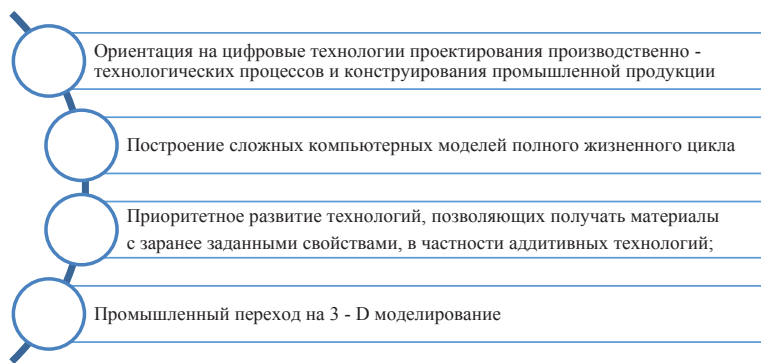 Ориентация на цифровые технологии проектирования производственно -
технологических процессов и конструирования промышленной продукции
Построение сложных компьютерных моделей полного жизненного цикла
Приоритетное развитие технологий, позволяющих получать материалы
с заранее заданными свойствами, в частности аддитивных технологий;
Промышленный переход на 3 - D моделирование